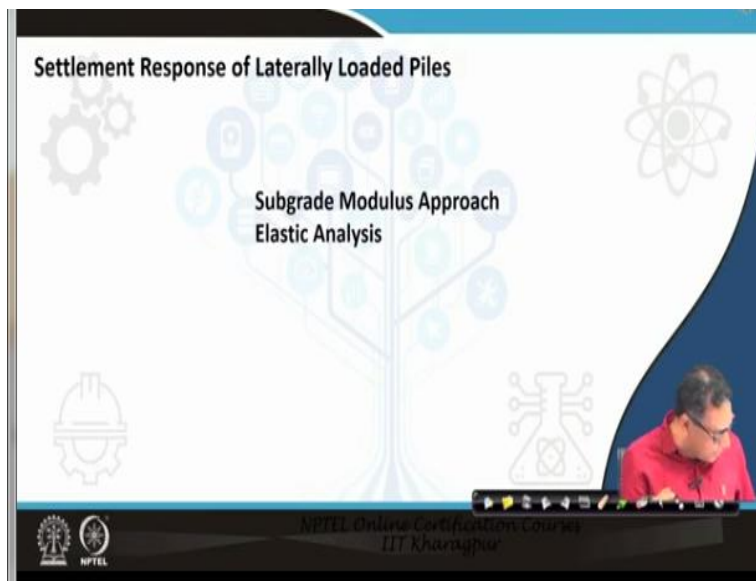 Settlement Response of Laterally Loaded Piles
Subgrade Modulus Approach
Elastic Analysis
NPTEL Online Certification Courses
IIT Kharagpur
NPTEL